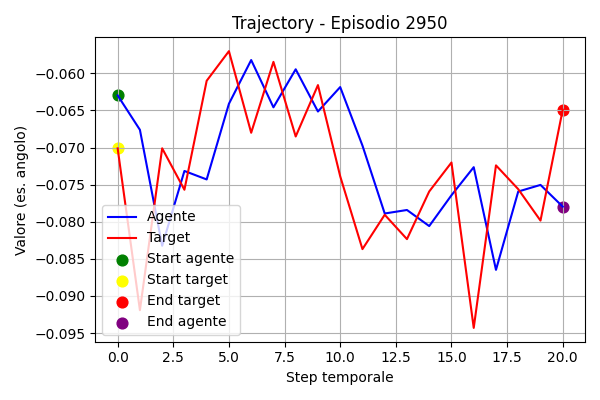 Trajectory - Episodio 2950
Valore (es. angolo)
−0.060
−0.065
−0.070
−0.075
−0.080
−0.085
−0.090
−0.095
Agente
Target
Start agente
Start target
End target
End agente
0.0 2.5 5.0 7.5 10.0 12.5 15.0 17.5 20.0
Step temporale